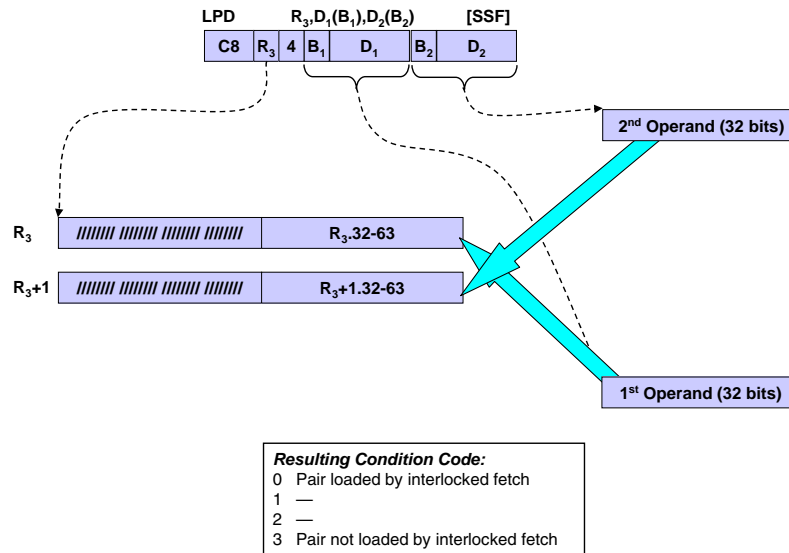 LPD R₃,D₁(B₁),D₂(B₂) [SSF]
C8 R₃ 4 B₁ D₁ B₂ D₂
2ⁿᵈ Operand (32 bits)
R₃ //////// //////// //////// //////// R₃.32-63
R₃+1 //////// //////// //////// //////// R₃+1.32-63
1ˢᵗ Operand (32 bits)
Resulting Condition Code:
0 Pair loaded by interlocked fetch
1 —
2 —
3 Pair not loaded by interlocked fetch